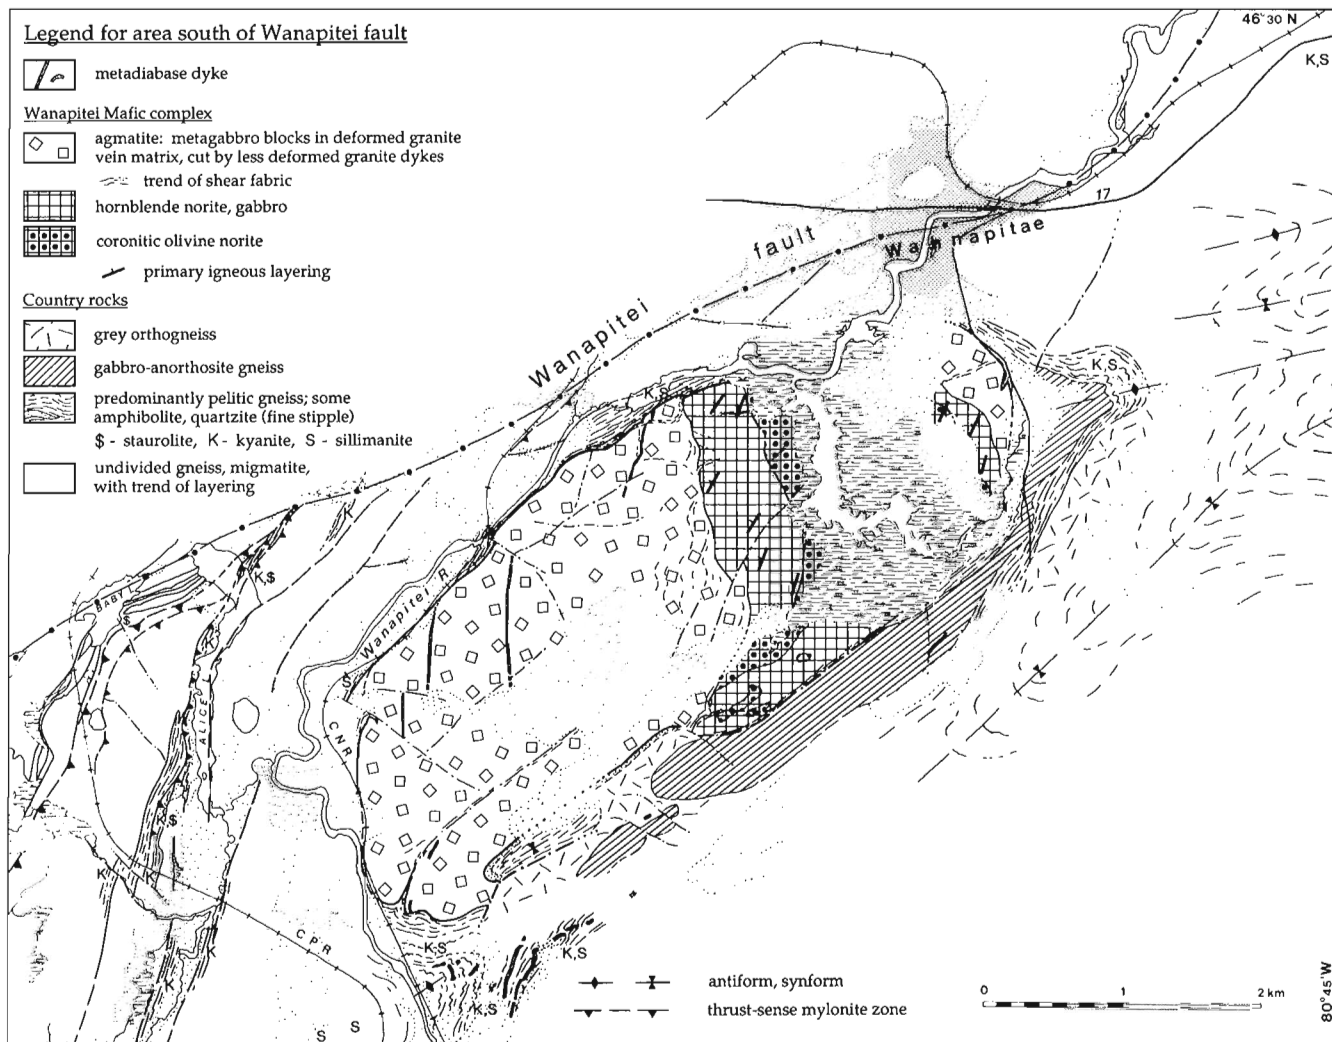 Legend for area south of Wanapitei fault
metadiabase dyke
Wanapitei Mafic complex
agmatite: metagabbro blocks in deformed granite
vein matrix, cut by less deformed granite dykes
trend of shear fabric
hornblende norite, gabbro
coronitic olivine norite
primary igneous layering
Country rocks
grey orthogneiss
gabbro-anorthosite gneiss
predominantly pelitic gneiss; some
amphibolite, quartzite (fine stipple)
$ - staurolite, K - kyanite, S - sillimanite
undivided gneiss, migmatite,
with trend of layering
46°30 N
K,S
17
Wahnapitae
Wanapitei fault
K,S
K,S
K
K,$
BABY L
$
K
Wanapitei R
S
ALICE L
CNR
K,$
K
K
CPR
K
K
K,S
K,S
K,S
S S
antiform, synform
thrust-sense mylonite zone
0 1 2 km
80°45'W